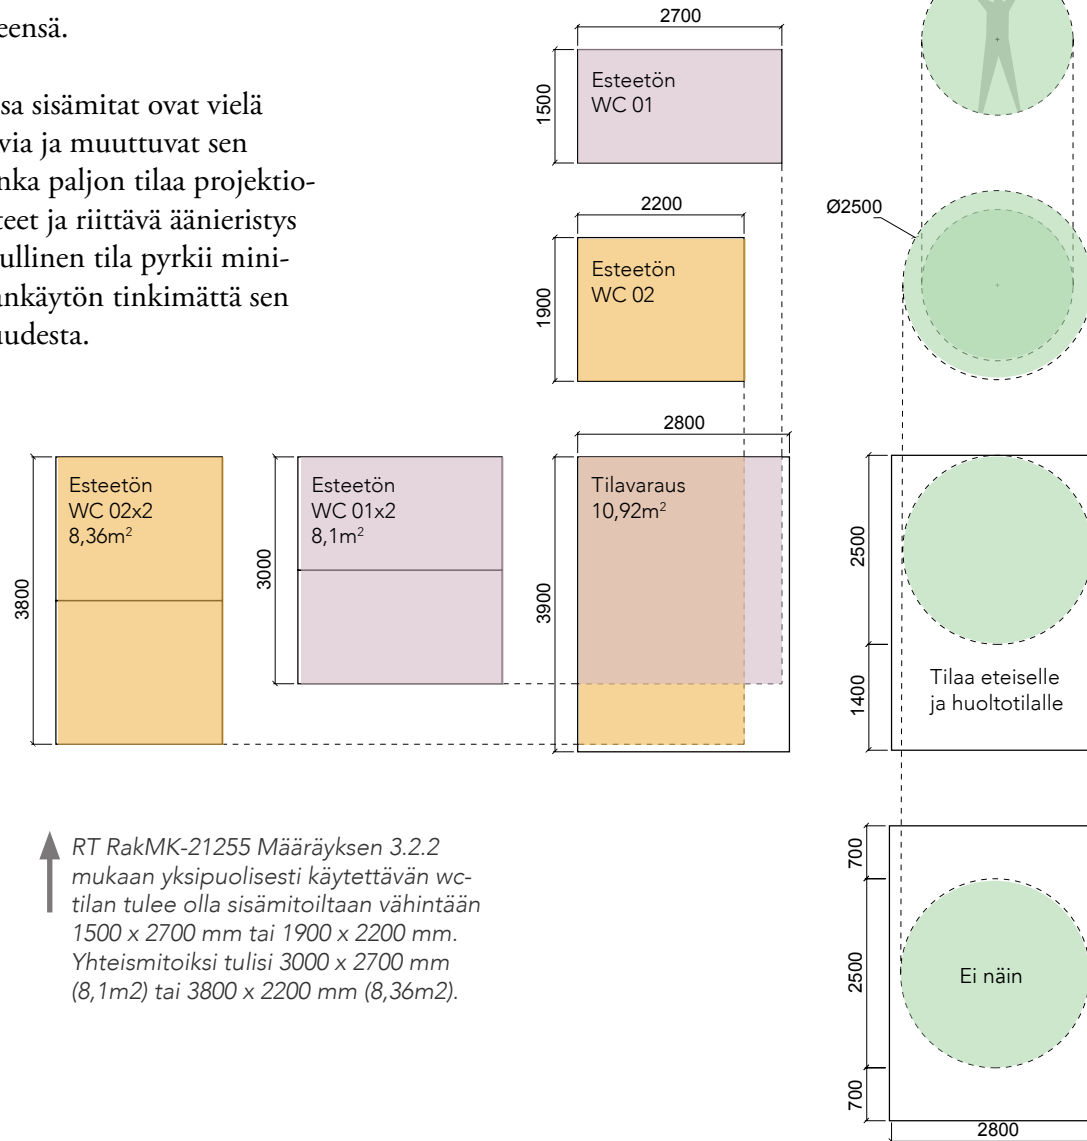 eensä.
sa sisämitat ovat vielä
via ja muuttuvat sen
nka paljon tilaa projektio-
teet ja riittävä äänieristys
ullinen tila pyrkii mini-
ankäytön tinkimättä sen
uudesta.
2700
1500
Esteetön
WC 01
2200
1900
Esteetön
WC 02
Ø2500
3800
Esteetön
WC 02x2
8,36m²
3000
Esteetön
WC 01x2
8,1m²
2800
3900
Tilavaraus
10,92m²
2500
1400
Tilaa eteiselle
ja huoltotilalle
RT RakMK-21255 Määräyksen 3.2.2
mukaan yksipuolisesti käytettävän wc-
tilan tulee olla sisämitoiltaan vähintään
1500 x 2700 mm tai 1900 x 2200 mm.
Yhteismitoiksi tulisi 3000 x 2700 mm
(8,1m2) tai 3800 x 2200 mm (8,36m2).
700
2500
Ei näin
700
2800